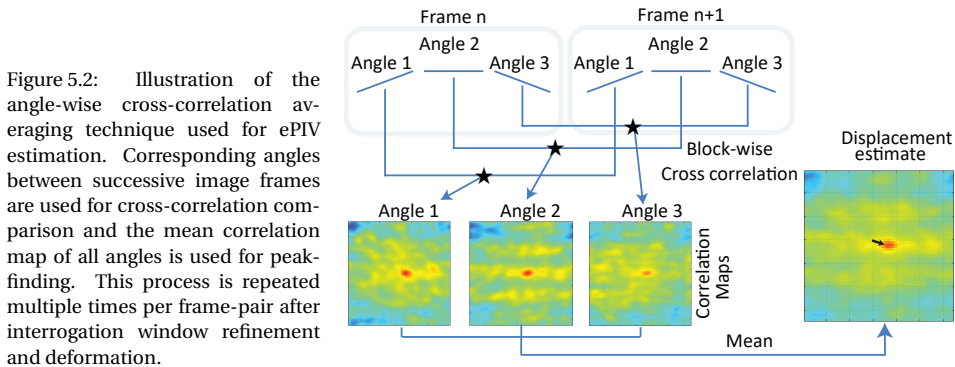 Figure 5.2: Illustration of the
angle-wise cross-correlation av-
eraging technique used for ePIV
estimation. Corresponding angles
between successive image frames
are used for cross-correlation com-
parison and the mean correlation
map of all angles is used for peak-
finding. This process is repeated
multiple times per frame-pair after
interrogation window refinement
and deformation.
Frame n
Frame n+1
Angle 2
Angle 2
Angle 1
Angle 3
Angle 1
Angle 3
Block-wise
Cross correlation
Displacement
estimate
Angle 1
Angle 2
Angle 3
Correlation
Maps
Mean